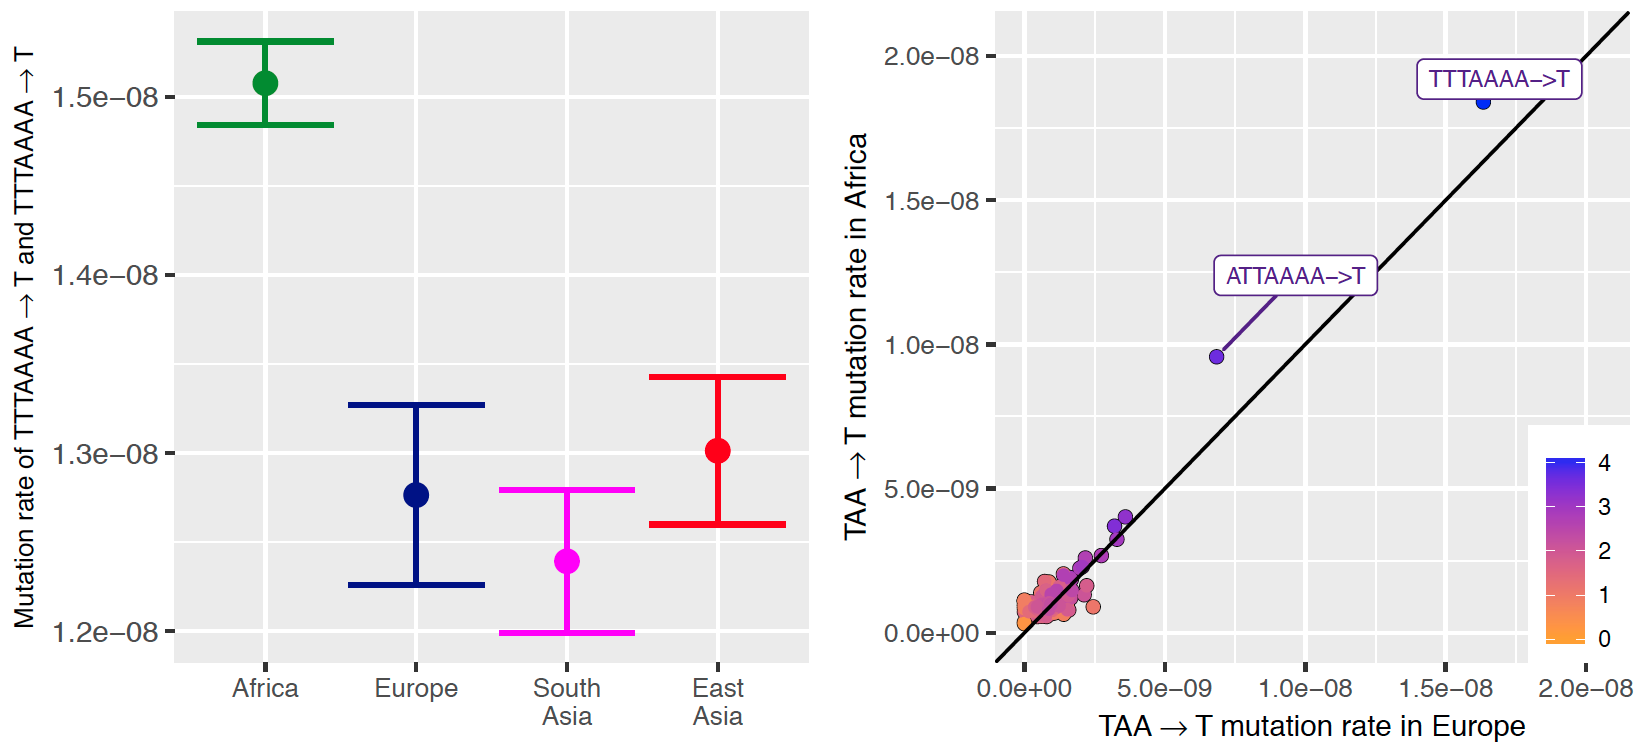 Mutation rate of TTTAAAA → T and TTTAAAA → T
1.5e−08
1.4e−08
1.3e−08
1.2e−08
Africa
Europe
South
Asia
East
Asia
TAA → T mutation rate in Africa
2.0e−08
1.5e−08
1.0e−08
5.0e−09
0.0e+00
TTTAAAA−>T
ATTAAAA−>T
4
3
2
1
0
0.0e+00
5.0e−09
1.0e−08
1.5e−08
2.0e−08
TAA → T mutation rate in Europe